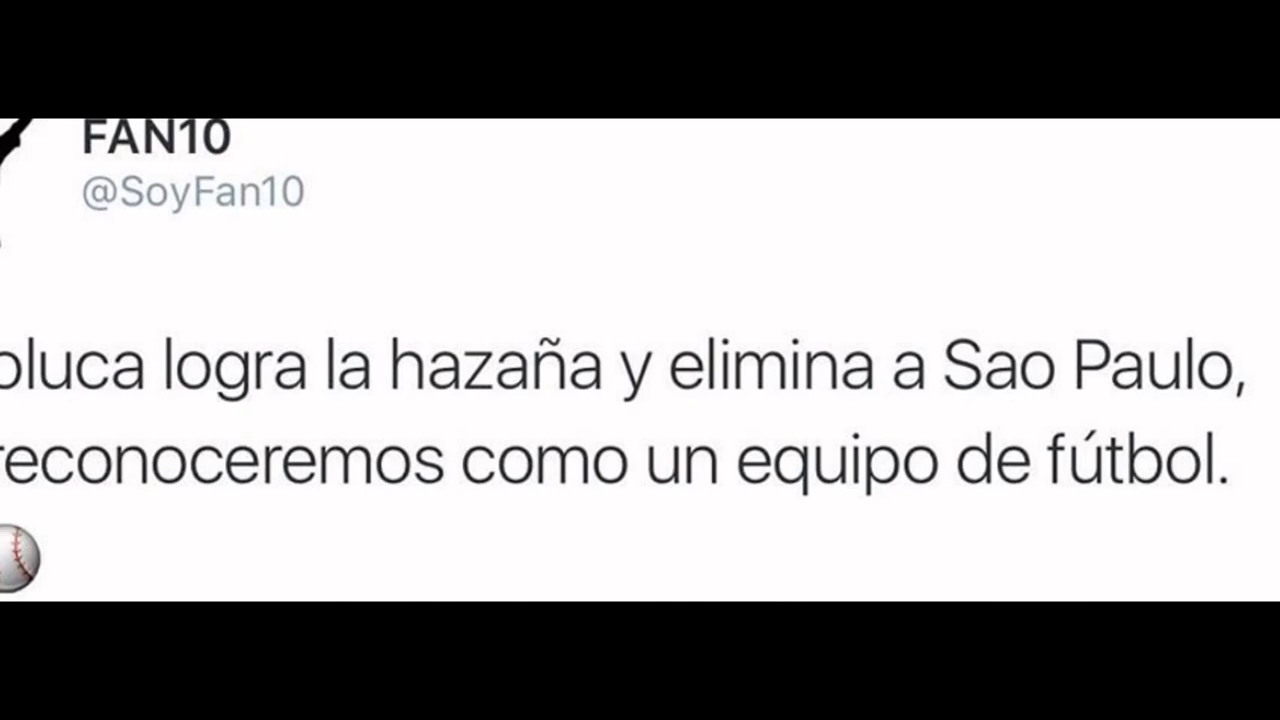 FAN10
@SoyFan10
oluca logra la hazaña y elimina a Sao Paulo,
reconoceremos como un equipo de fútbol.